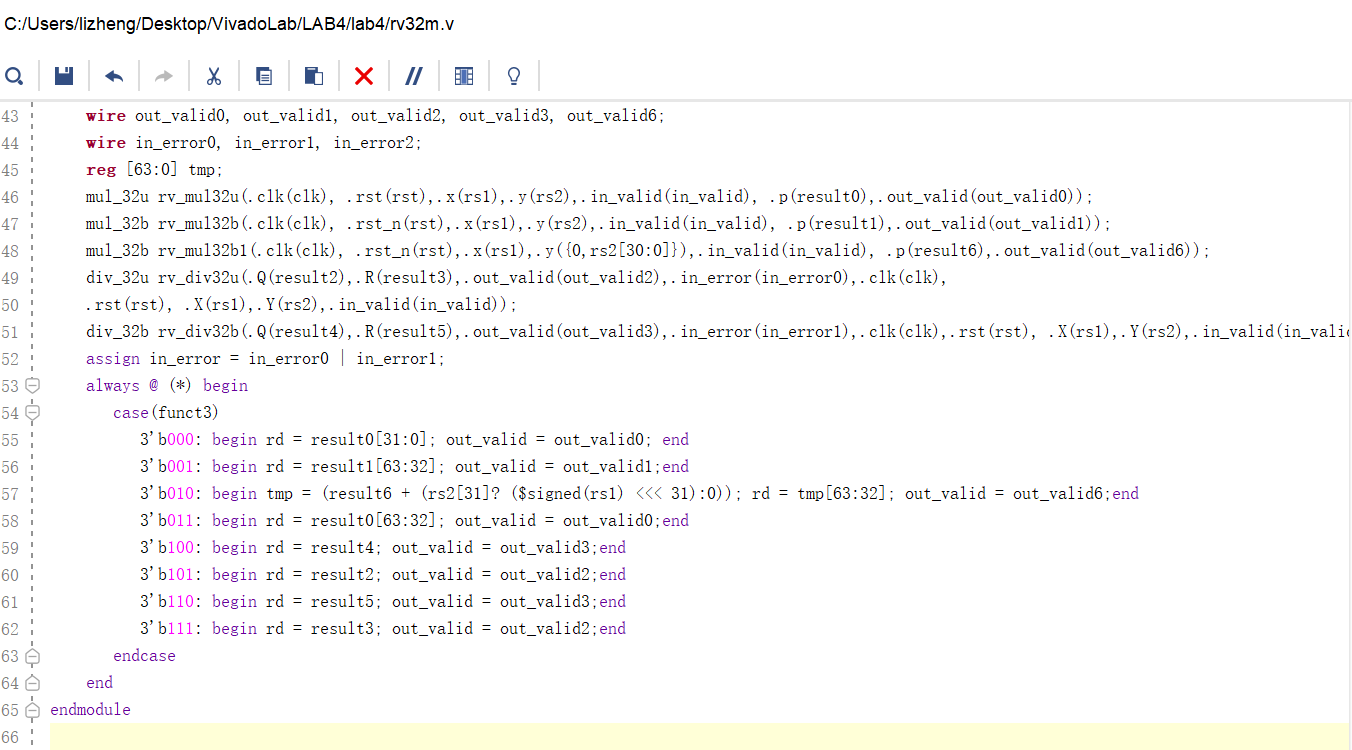 C:/Users/lizheng/Desktop/VivadoLab/LAB4/lab4/rv32m.v
43 wire out_valid0, out_valid1, out_valid2, out_valid3, out_valid6;
44 wire in_error0, in_error1, in_error2;
45 reg [63:0] tmp;
46 mul_32u rv_mul32u(.clk(clk), .rst(rst),.x(rs1),.y(rs2),.in_valid(in_valid), .p(result0),.out_valid(out_valid0));
47 mul_32b rv_mul32b(.clk(clk), .rst_n(rst),.x(rs1),.y(rs2),.in_valid(in_valid), .p(result1),.out_valid(out_valid1));
48 mul_32b rv_mul32b1(.clk(clk), .rst_n(rst),.x(rs1),.y({0,rs2[30:0]}),.in_valid(in_valid), .p(result6),.out_valid(out_valid6));
49 div_32u rv_div32u(.Q(result2),.R(result3),.out_valid(out_valid2),.in_error(in_error0),.clk(clk),
50 .rst(rst), .X(rs1),.Y(rs2),.in_valid(in_valid));
51 div_32b rv_div32b(.Q(result4),.R(result5),.out_valid(out_valid3),.in_error(in_error1),.clk(clk),.rst(rst), .X(rs1),.Y(rs2),.in_valid(in_valid
52 assign in_error = in_error0 | in_error1;
53 always @ (*) begin
54 case(funct3)
55 3'b000: begin rd = result0[31:0]; out_valid = out_valid0; end
56 3'b001: begin rd = result1[63:32]; out_valid = out_valid1;end
57 3'b010: begin tmp = (result6 + (rs2[31]? ($signed(rs1) <<< 31):0)); rd = tmp[63:32]; out_valid = out_valid6;end
58 3'b011: begin rd = result0[63:32]; out_valid = out_valid0;end
59 3'b100: begin rd = result4; out_valid = out_valid3;end
60 3'b101: begin rd = result2; out_valid = out_valid2;end
61 3'b110: begin rd = result5; out_valid = out_valid3;end
62 3'b111: begin rd = result3; out_valid = out_valid2;end
63 endcase
64 end
65 endmodule
66